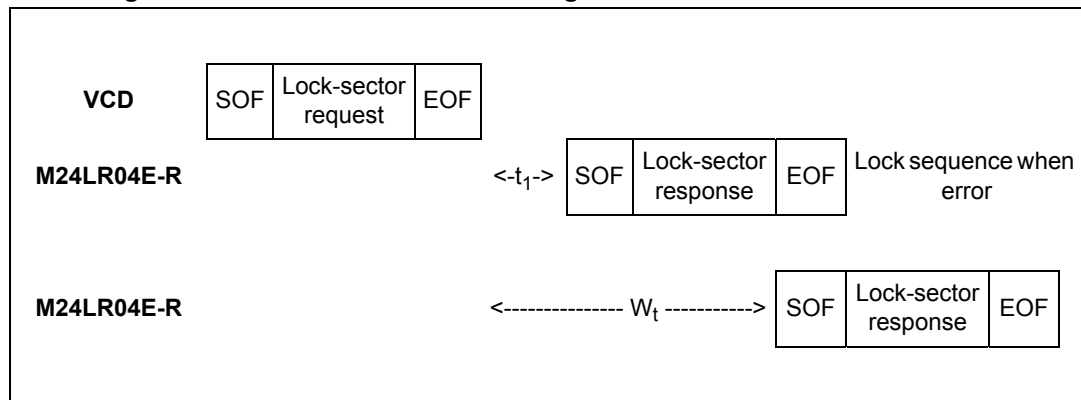 VCD SOF Lock-sector request EOF
M24LR04E-R <-t1-> SOF Lock-sector response EOF Lock sequence when error
M24LR04E-R <--------------- Wt -----------> SOF Lock-sector response EOF